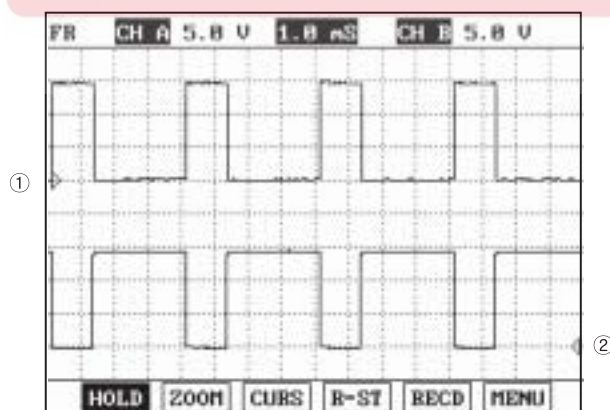 FR CH A 5.0 V 1.0 mS CH B 5.0 V
①
②
HOLD ZOOM CURS R-ST RECD MENU